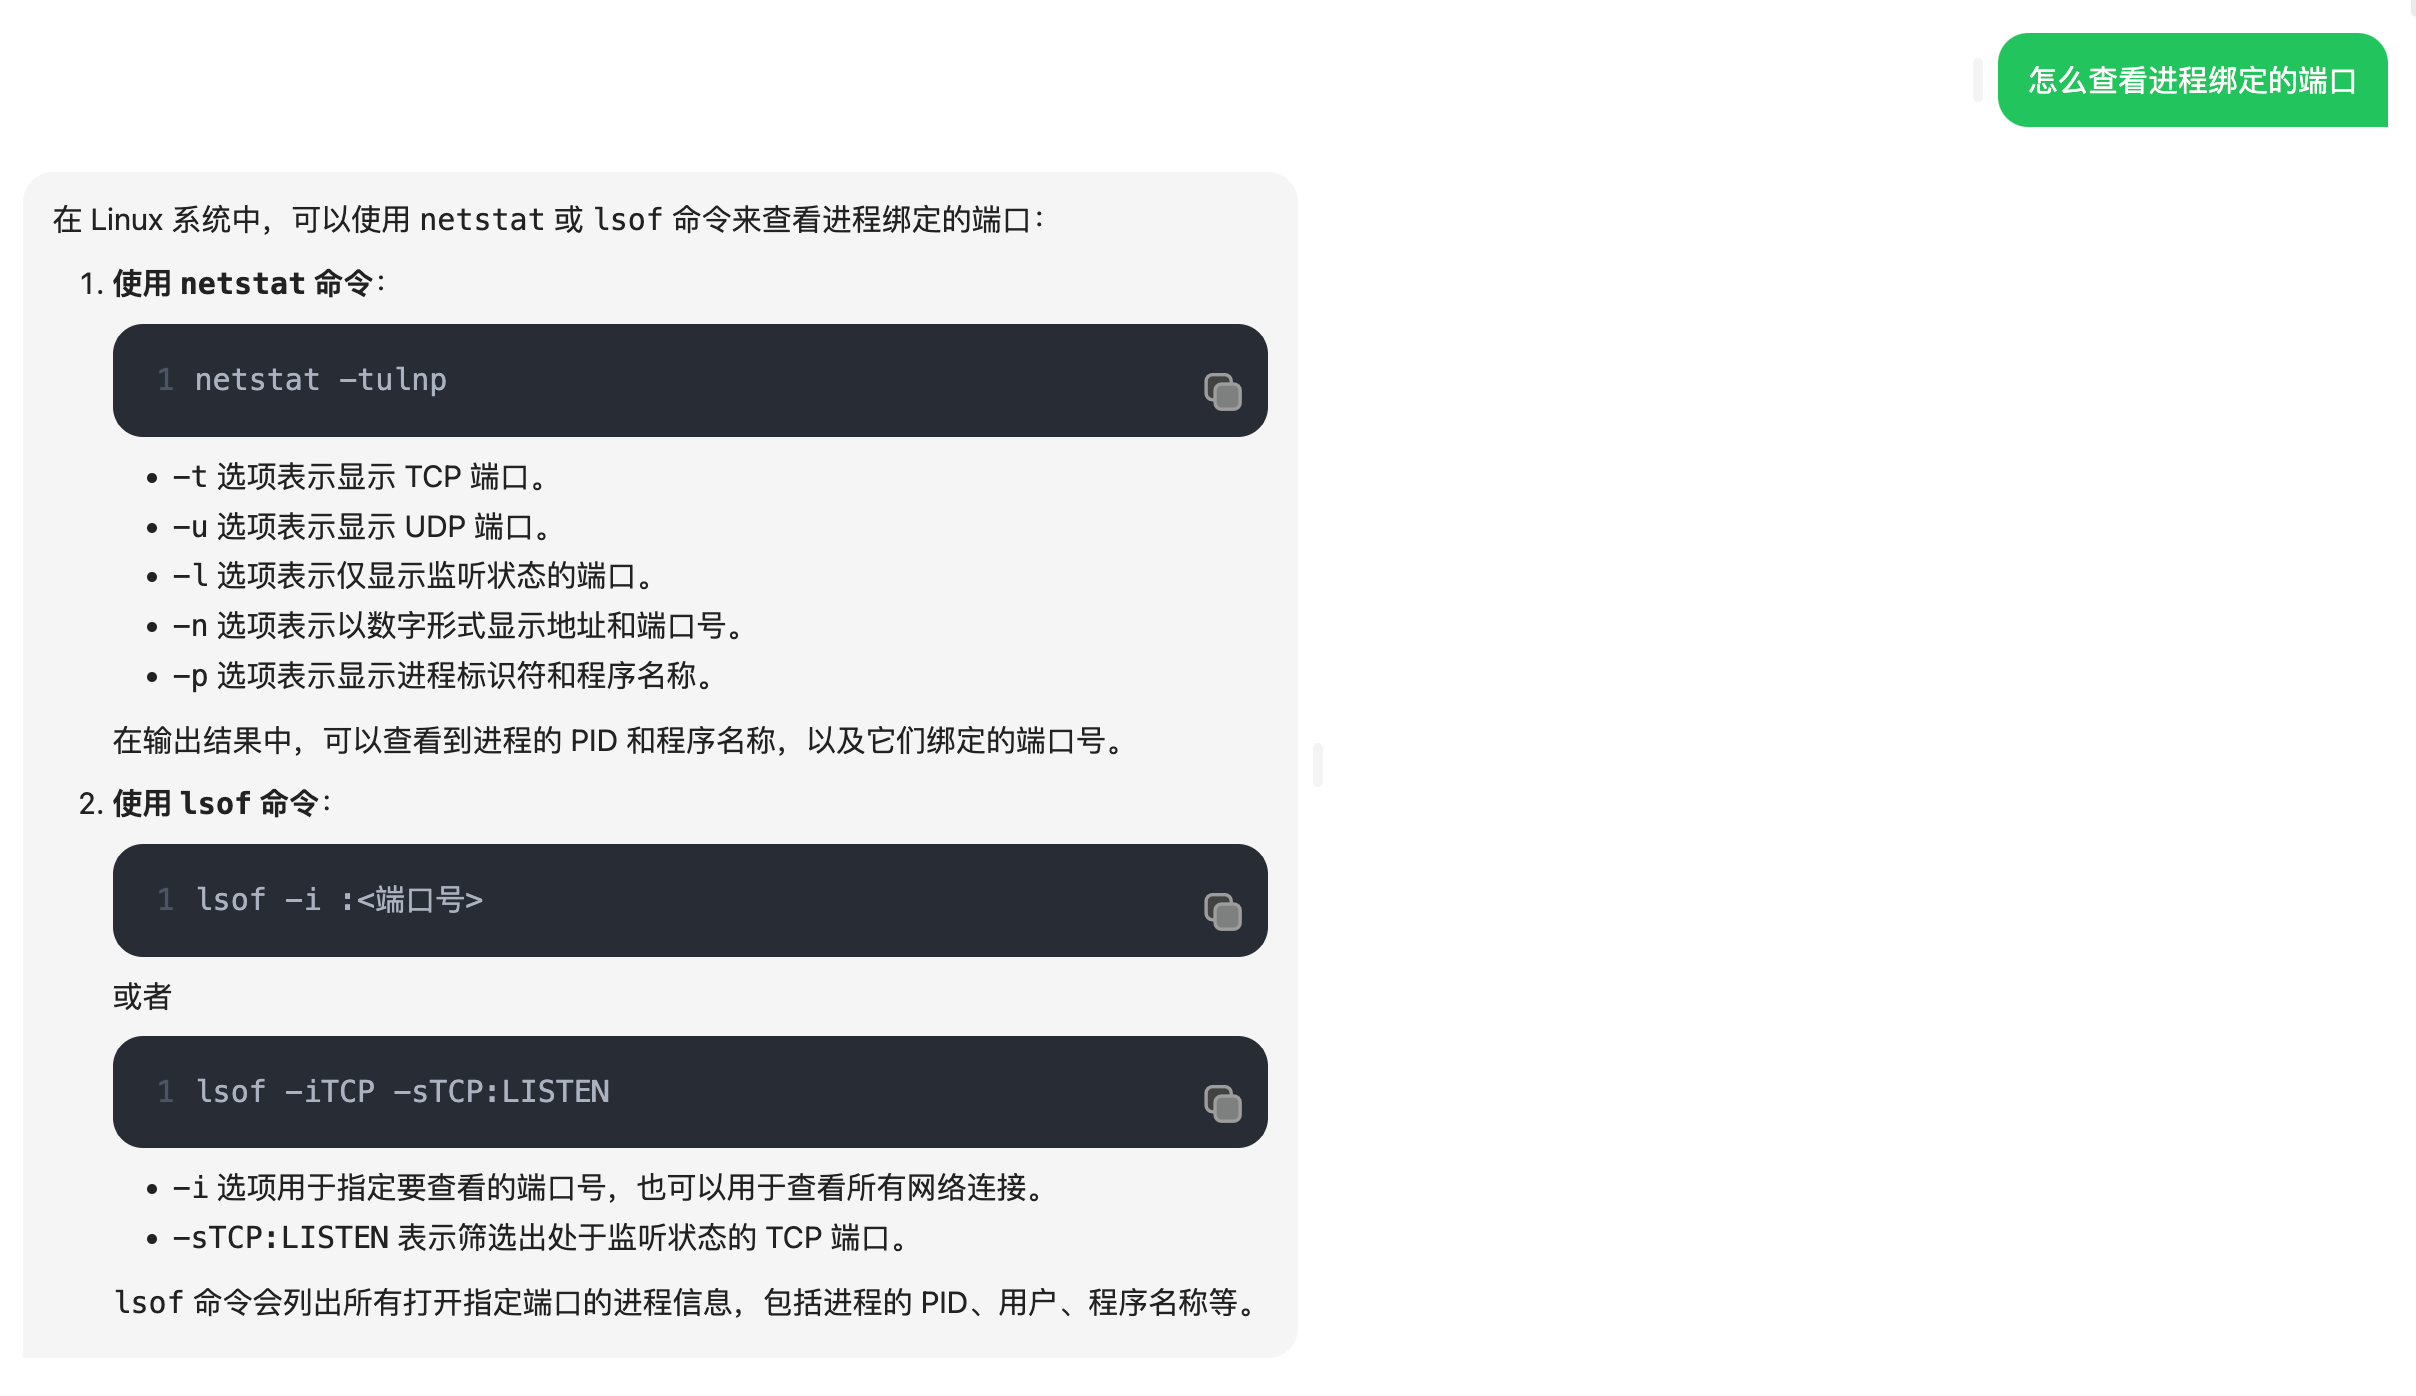 怎么查看进程绑定的端口
在 Linux 系统中，可以使用 netstat 或 lsof 命令来查看进程绑定的端口：
1. 使用 netstat 命令：
1 netstat -tulnp
• -t 选项表示显示 TCP 端口。
• -u 选项表示显示 UDP 端口。
• -l 选项表示仅显示监听状态的端口。
• -n 选项表示以数字形式显示地址和端口号。
• -p 选项表示显示进程标识符和程序名称。
在输出结果中，可以查看到进程的 PID 和程序名称，以及它们绑定的端口号。
2. 使用 lsof 命令：
1 lsof -i :<端口号>
或者
1 lsof -iTCP -sTCP:LISTEN
• -i 选项用于指定要查看的端口号，也可以用于查看所有网络连接。
• -sTCP:LISTEN 表示筛选出处于监听状态的 TCP 端口。
lsof 命令会列出所有打开指定端口的进程信息，包括进程的 PID、用户、程序名称等。